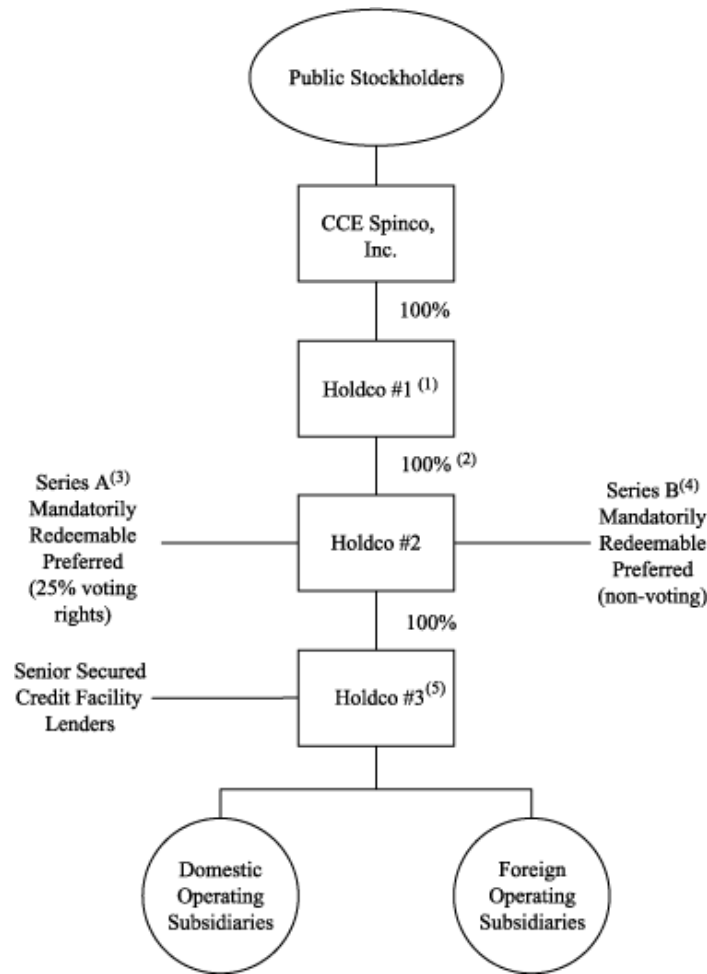 Public Stockholders
CCE Spinco,
Inc.
100%
Holdco #1 (1)
100% (2)
Series A(3)
Mandatorily
Redeemable
Preferred
(25% voting
rights)
Holdco #2
Series B(4)
Mandatorily
Redeemable
Preferred
(non-voting)
100%
Senior Secured
Credit Facility
Lenders
Holdco #3(5)
Domestic
Operating
Subsidiaries
Foreign
Operating
Subsidiaries